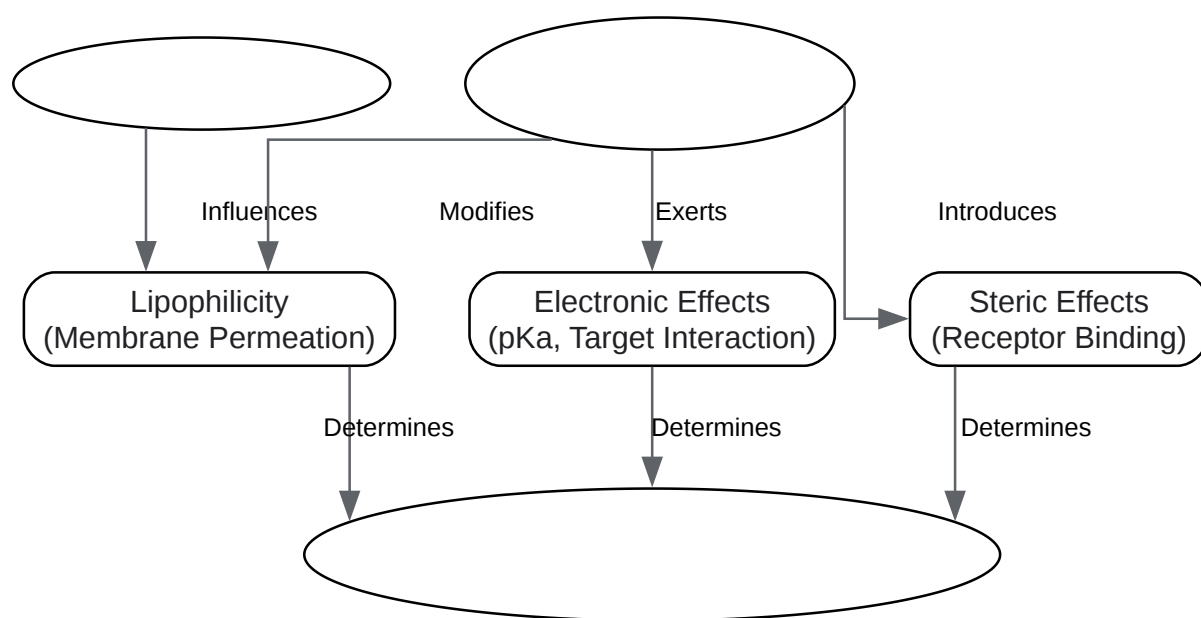 Influences
Modifies
Exerts
Introduces
Lipophilicity
(Membrane Permeation)
Electronic Effects
(pKa, Target Interaction)
Steric Effects
(Receptor Binding)
Determines
Determines
Determines